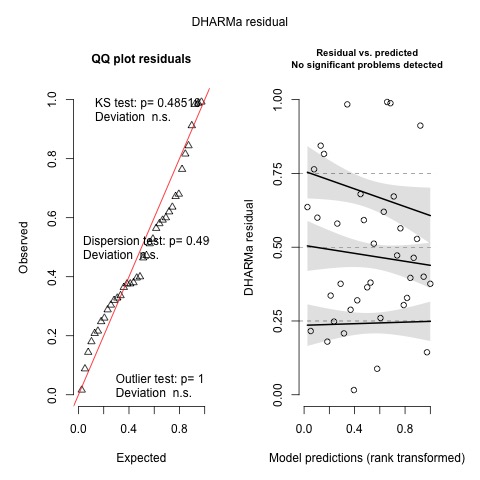 DHARMa residual
QQ plot residuals
Residual vs. predicted
No significant problems detected
KS test: p= 0.48518
Deviation n.s.
Dispersion test: p= 0.49
Deviation n.s.
Outlier test: p= 1
Deviation n.s.
Observed
0.0 0.2 0.4 0.6 0.8 1.0
0.0 0.4 0.8
Expected
DHARMa residual
0.00 0.25 0.50 0.75 1.00
0.0 0.4 0.8
Model predictions (rank transformed)